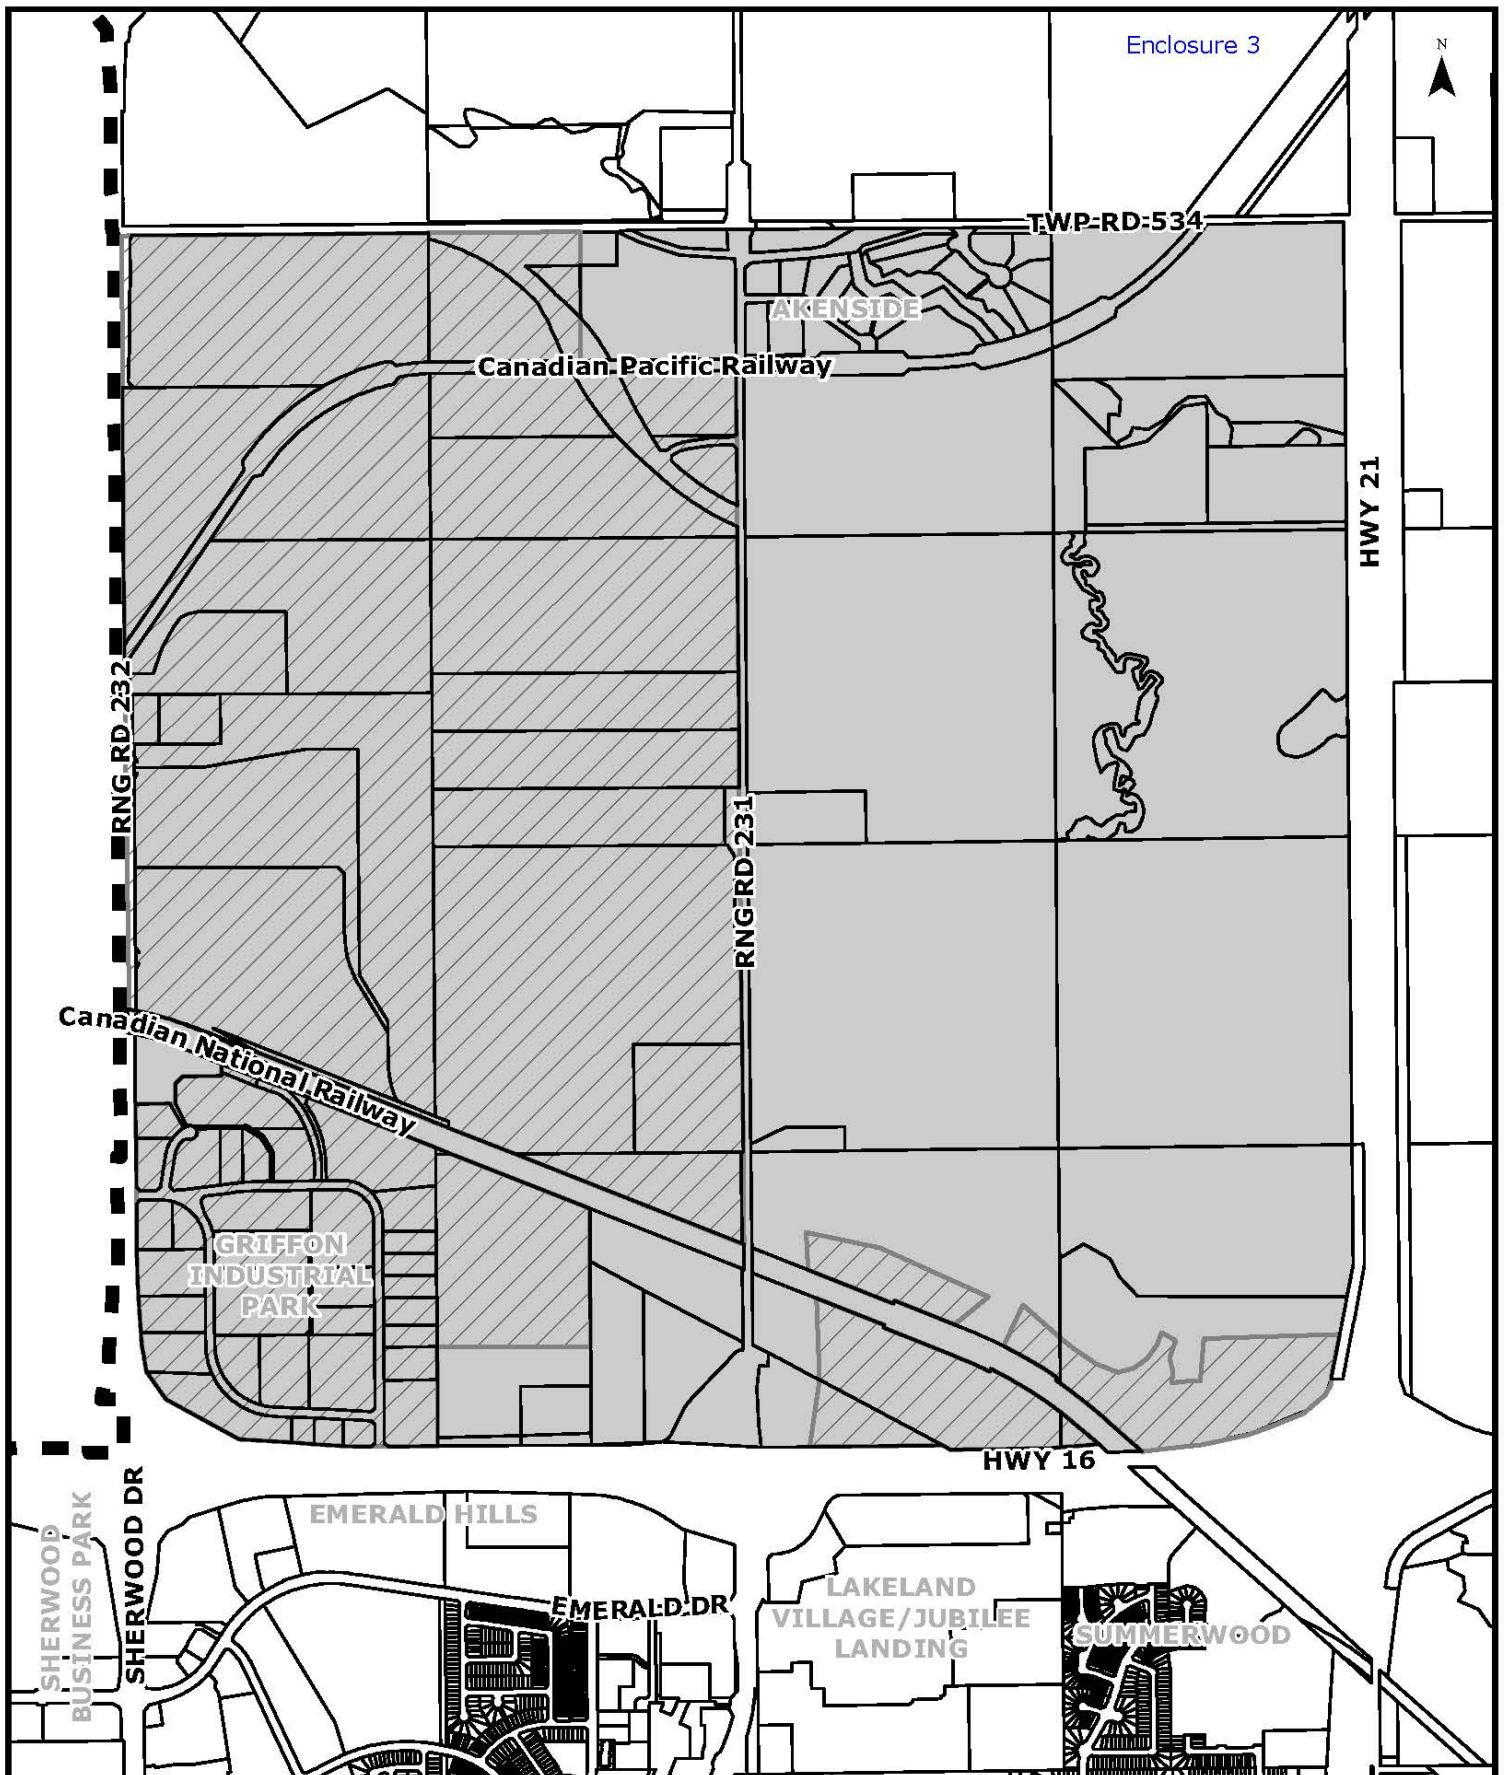 Enclosure 3
N
TWP RD 534
AKENSIDE
Canadian Pacific Railway
HWY 21
RNG RD 232
RNG RD 231
Canadian National Railway
GRIFFON
INDUSTRIAL
PARK
HWY 16
SHERWOOD
BUSINESS PARK
SHERWOOD DR
EMERALD HILLS
EMERALD DR
LAKELAND
VILLAGE/JUBILEE
LANDING
SUMMERWOOD